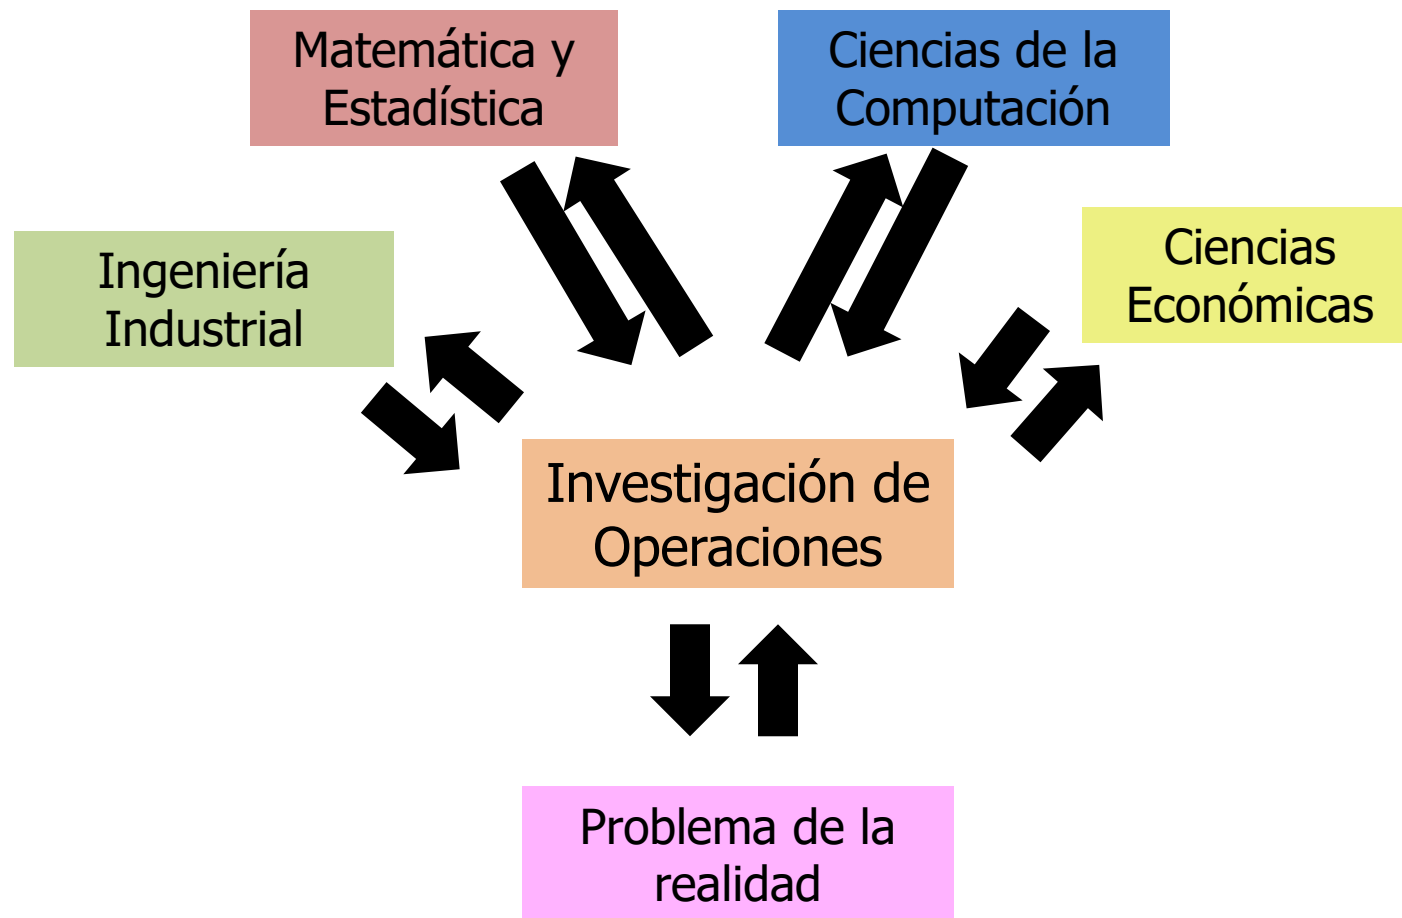 Matemática y
Estadística
Ciencias de la
Computación
Ingeniería
Industrial
Ciencias
Económicas
Investigación de
Operaciones
Problema de la
realidad